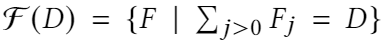 ℱ(D) = {F | ∑_{j>0} F_j = D}